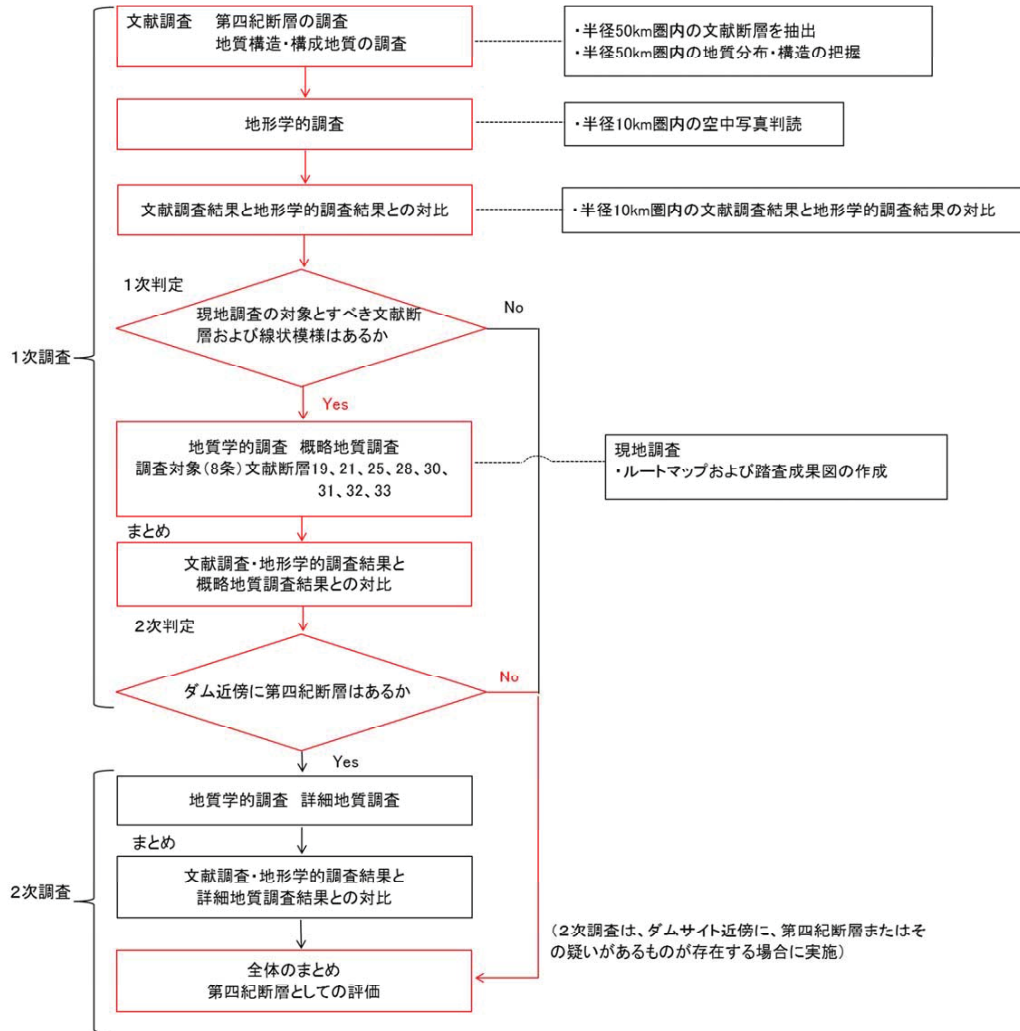 文献調査　第四紀断層の調査
地質構造・構成地質の調査
・半径50km圏内の文献断層を抽出
・半径50km圏内の地質分布・構造の把握
地形学的調査
・半径10km圏内の空中写真判読
文献調査結果と地形学的調査結果との対比
・半径10km圏内の文献調査結果と地形学的調査結果の対比
1次判定
現地調査の対象とすべき文献断
層および線状模様はあるか
No
1次調査
Yes
地質学的調査　概略地質調査
調査対象(8条)文献断層19、21、25、28、30、
31、32、33
現地調査
・ルートマップおよび踏査成果図の作成
まとめ
文献調査・地形学的調査結果と
概略地質調査結果との対比
2次判定
ダム近傍に第四紀断層はあるか
No
Yes
地質学的調査　詳細地質調査
まとめ
文献調査・地形学的調査結果と
詳細地質調査結果との対比
2次調査
(2次調査は、ダムサイト近傍に、第四紀断層またはそ
の疑いがあるものが存在する場合に実施)
全体のまとめ
第四紀断層としての評価